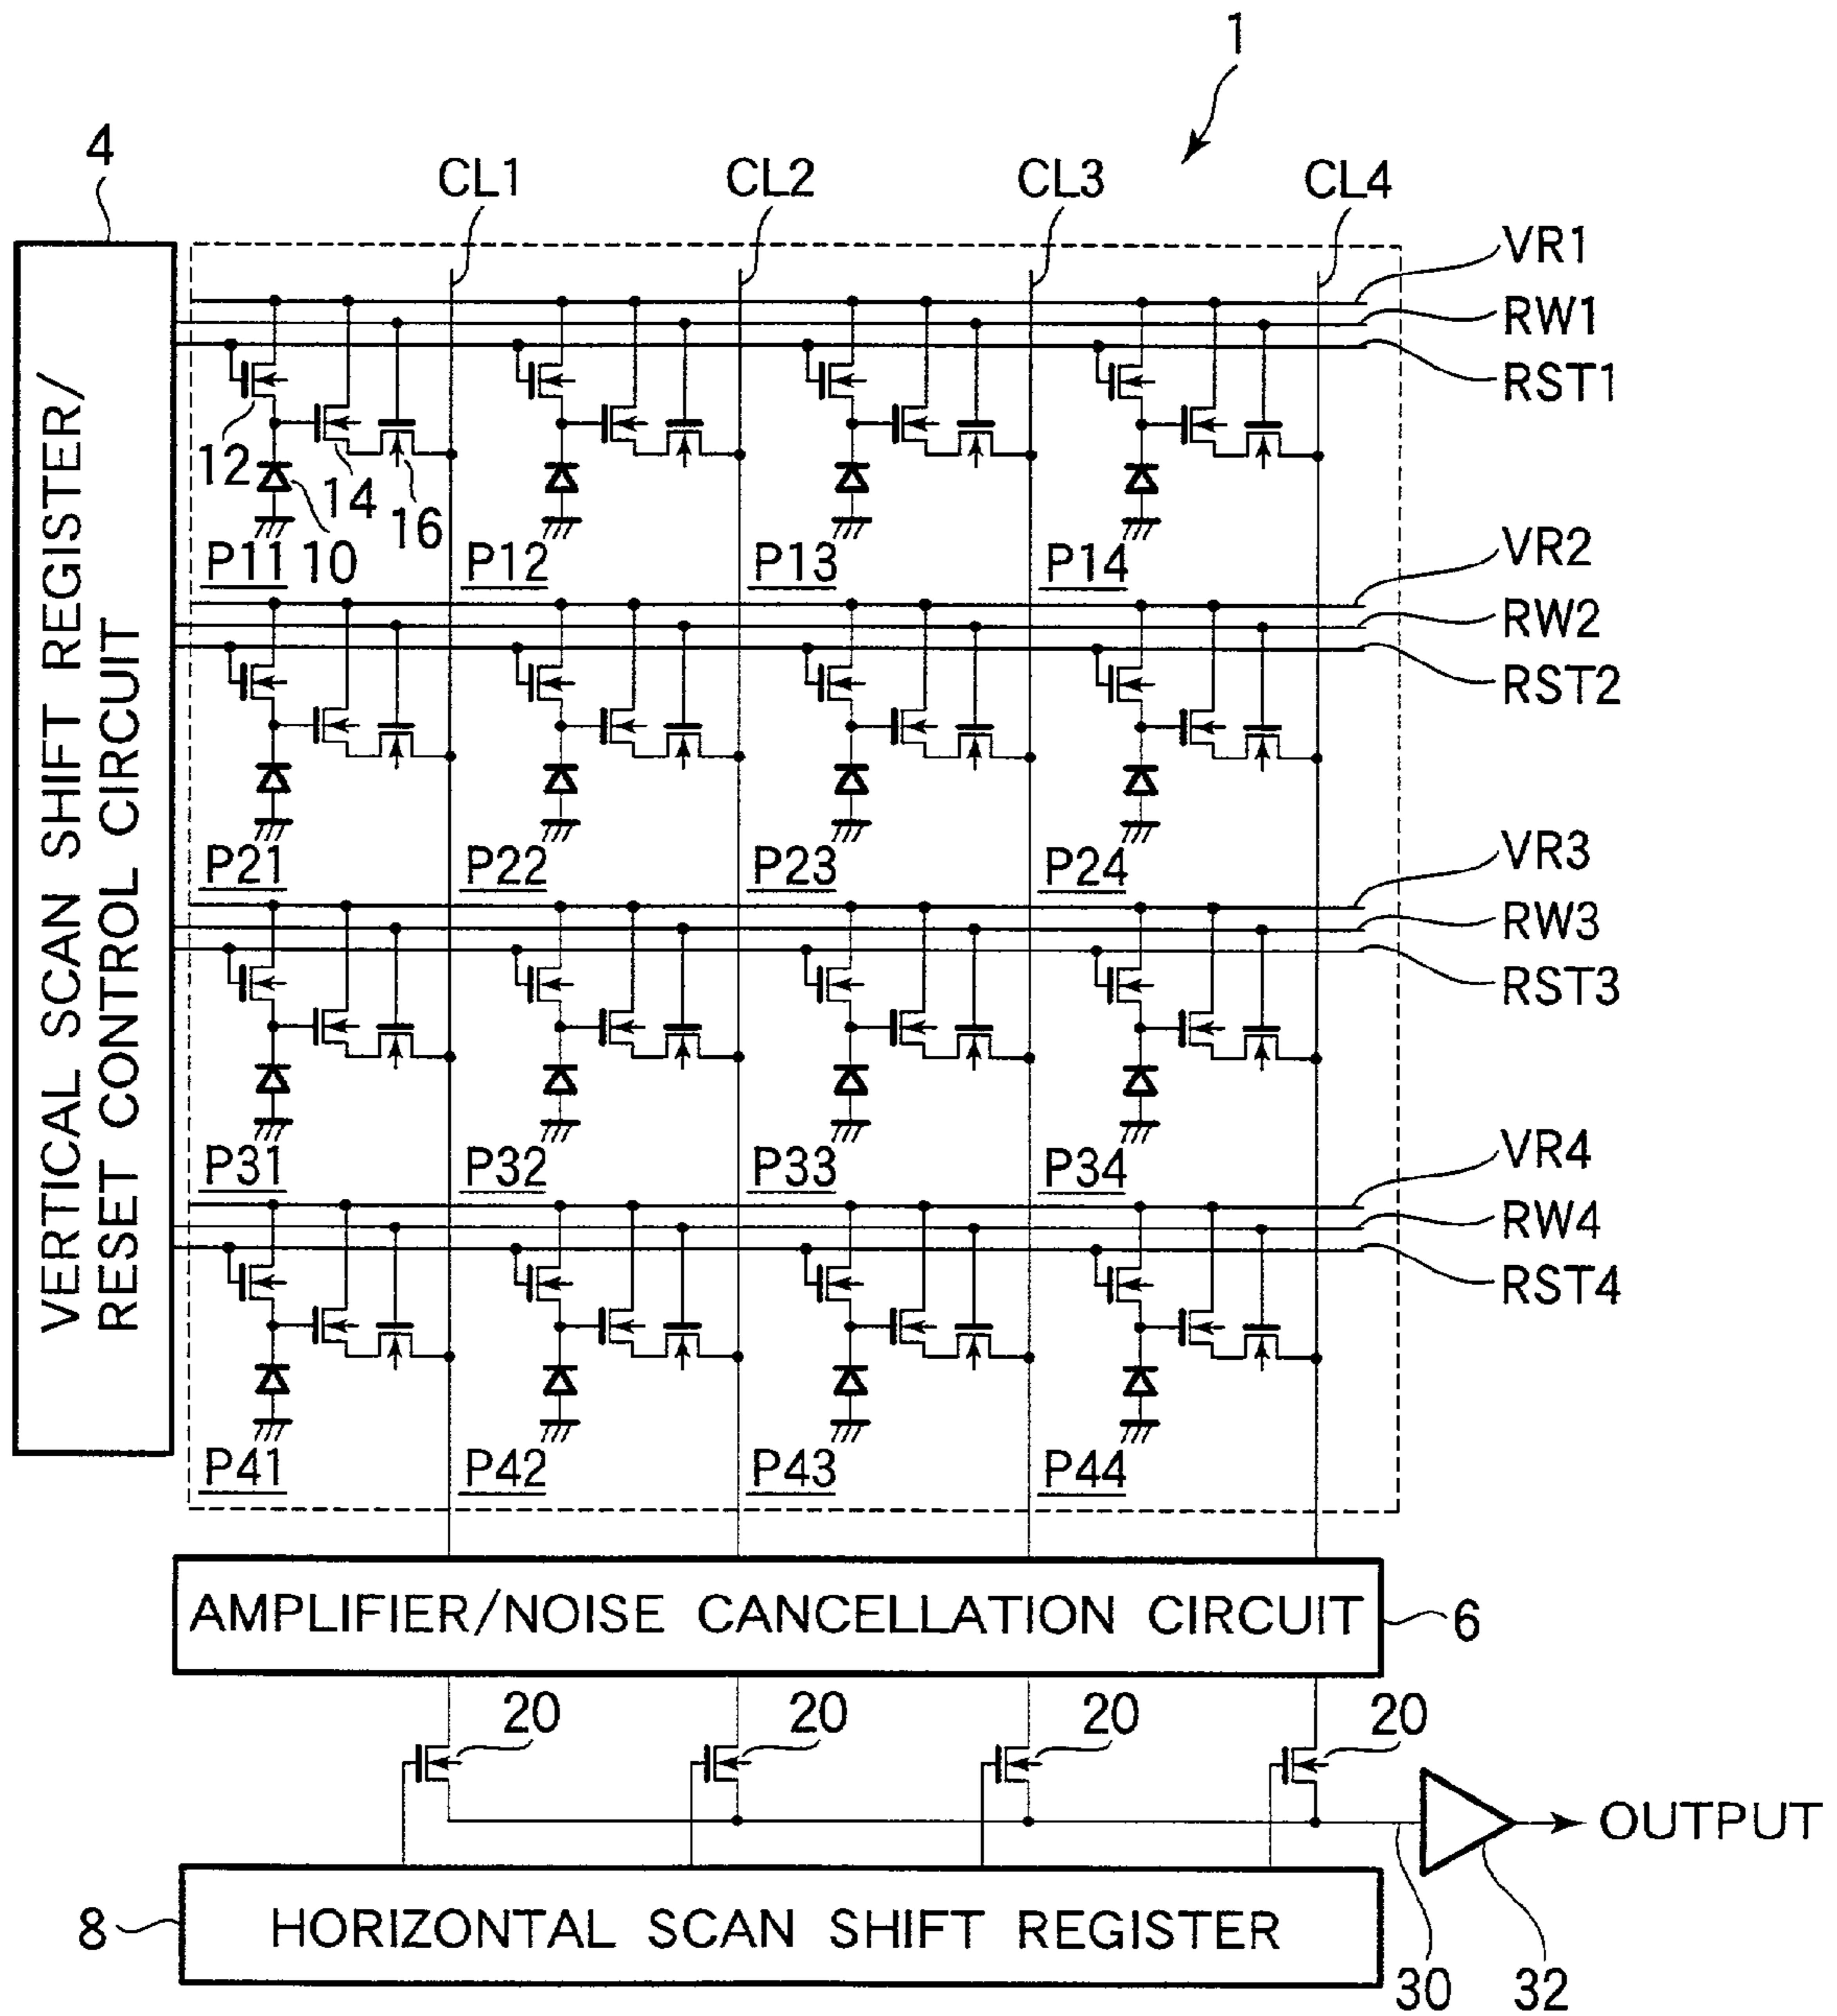 1
4
CL1 CL2 CL3 CL4
VR1
RW1
RST1
12 14 16
P11 10 P12 P13 P14
VR2
RW2
RST2
P21 P22 P23 P24
VR3
RW3
RST3
P31 P32 P33 P34
VR4
RW4
RST4
P41 P42 P43 P44
VERTICAL SCAN SHIFT REGISTER/
RESET CONTROL CIRCUIT
AMPLIFIER/NOISE CANCELLATION CIRCUIT 6
20 20 20 20
OUTPUT
8 HORIZONTAL SCAN SHIFT REGISTER
30 32